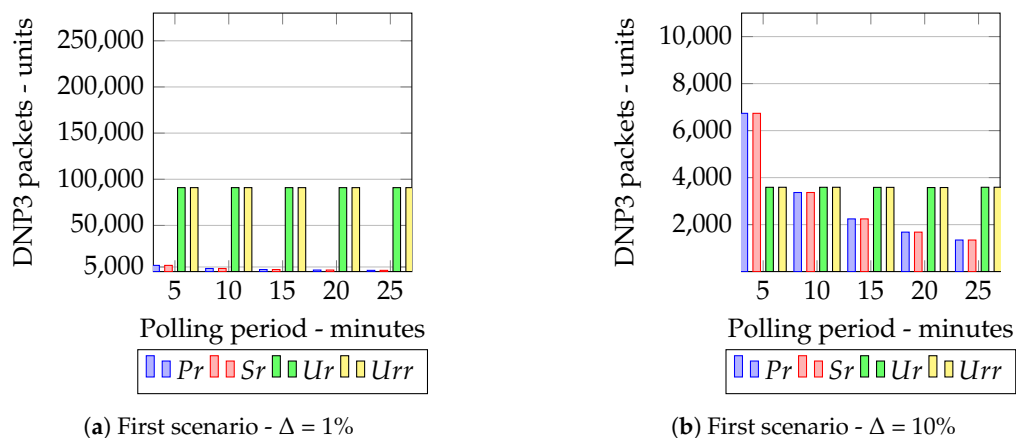 DNP3 packets - units
250,000
200,000
150,000
100,000
50,000
5,000
5 10 15 20 25
Polling period - minutes
Pr Sr Ur Urr
(a) First scenario - Δ = 1%
DNP3 packets - units
10,000
8,000
6,000
4,000
2,000
5 10 15 20 25
Polling period - minutes
Pr Sr Ur Urr
(b) First scenario - Δ = 10%